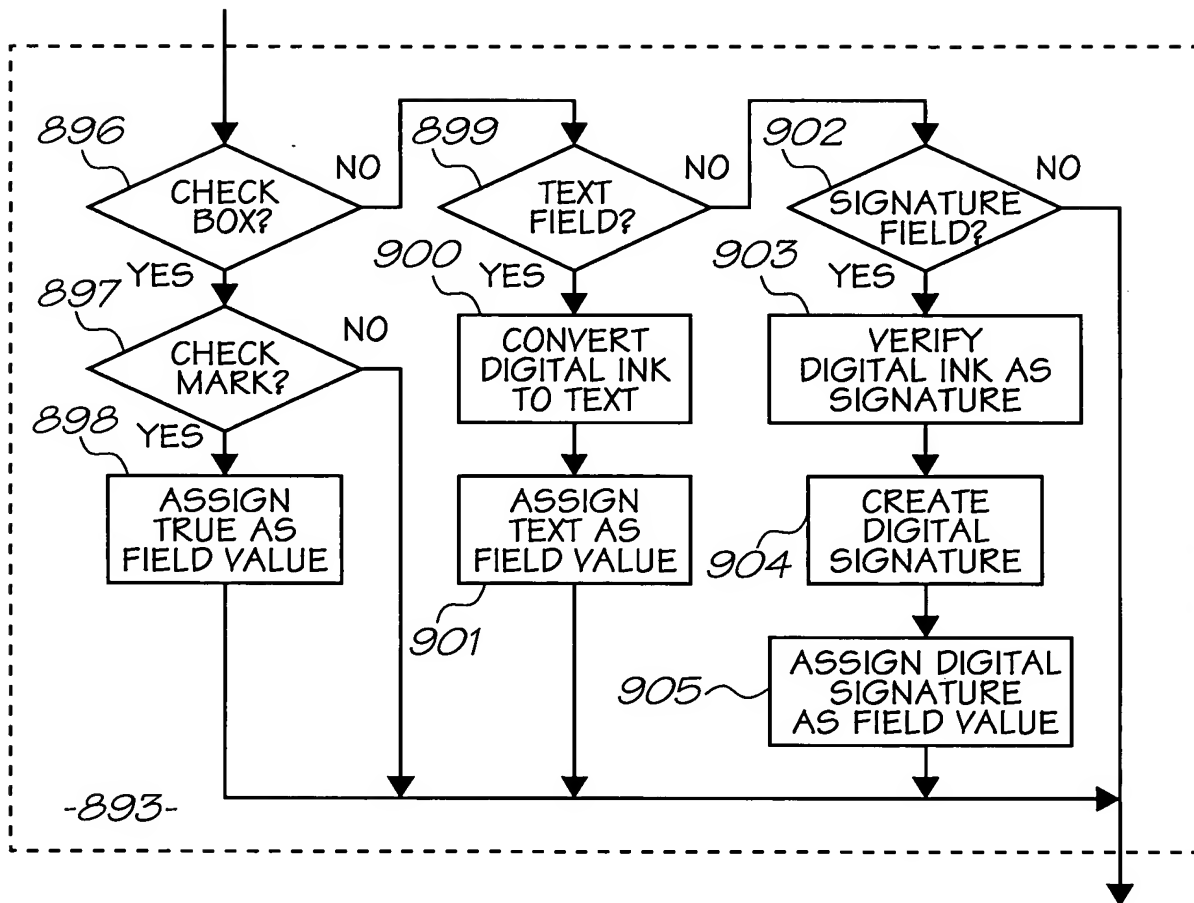 896
CHECK
BOX?
NO
YES
897
CHECK
MARK?
NO
YES
898
ASSIGN
TRUE AS
FIELD VALUE
899
TEXT
FIELD?
NO
YES
900
CONVERT
DIGITAL INK
TO TEXT
ASSIGN
TEXT AS
FIELD VALUE
901
902
SIGNATURE
FIELD?
NO
YES
903
VERIFY
DIGITAL INK AS
SIGNATURE
CREATE
DIGITAL
SIGNATURE
904
ASSIGN DIGITAL
SIGNATURE
AS FIELD VALUE
905
-893-